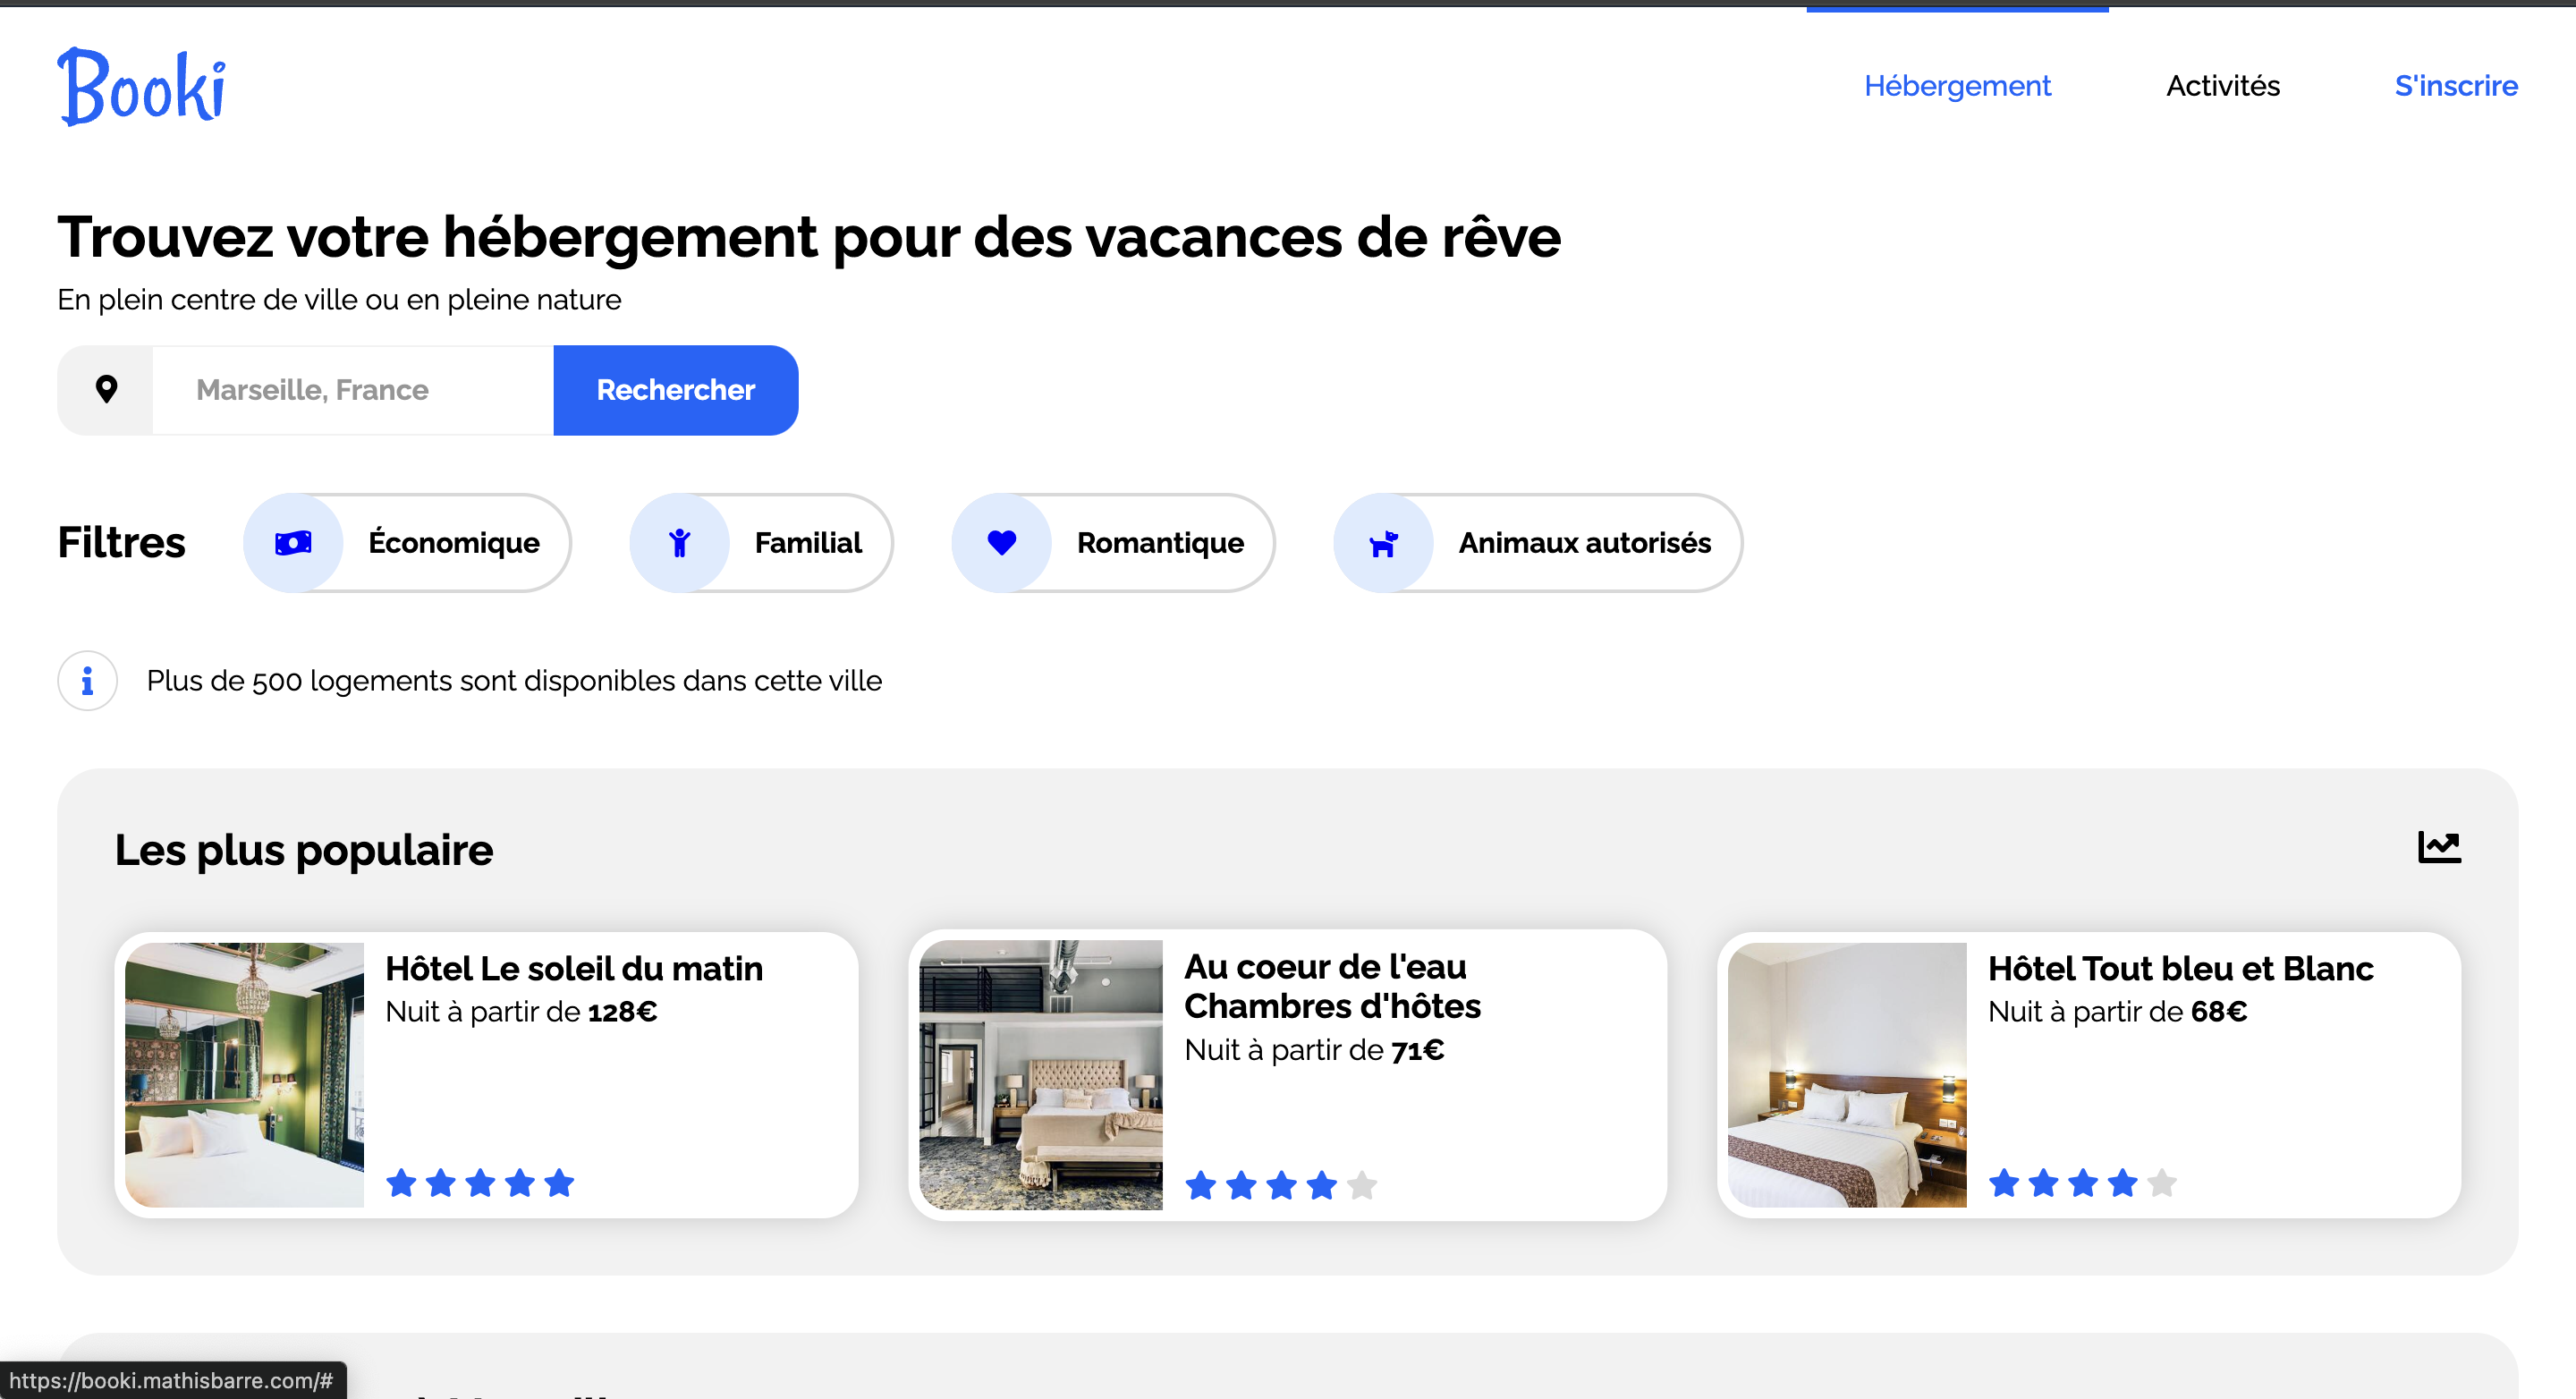 Booki
Hébergement
Activités
S'inscrire
Trouvez votre hébergement pour des vacances de rêve
En plein centre de ville ou en pleine nature
Marseille, France
Rechercher
Filtres
Économique
Familial
Romantique
Animaux autorisés
Plus de 500 logements sont disponibles dans cette ville
Les plus populaire
Hôtel Le soleil du matin
Nuit à partir de 128€
Au coeur de l'eau
Chambres d'hôtes
Nuit à partir de 71€
Hôtel Tout bleu et Blanc
Nuit à partir de 68€
https://booki.mathisbarre.com/#